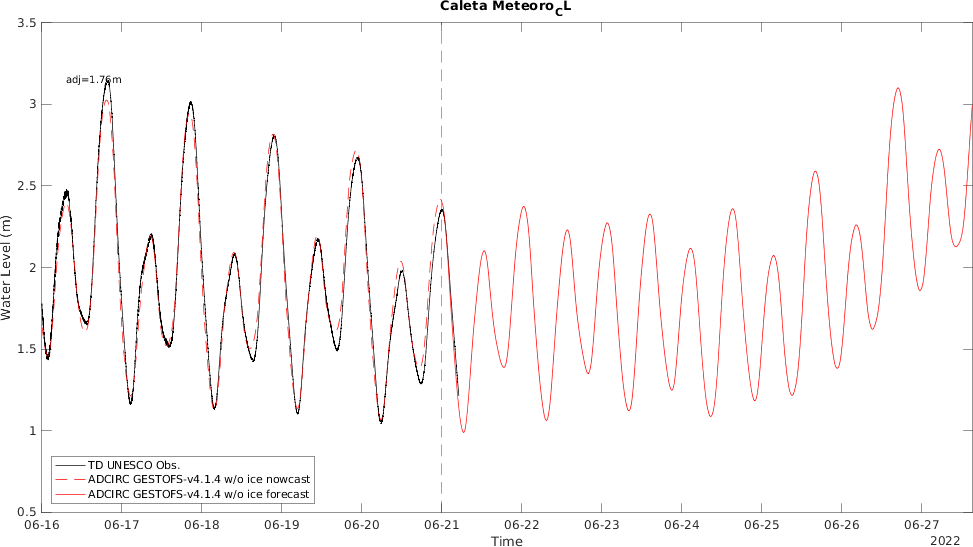 Caleta Meteoro_CL
adj=1.76m
3.5
3
2.5
2
1.5
1
0.5
Water Level (m)
TD UNESCO Obs.
ADCIRC GESTOFS-v4.1.4 w/o ice nowcast
ADCIRC GESTOFS-v4.1.4 w/o ice forecast
06-16 06-17 06-18 06-19 06-20 06-21 06-22 06-23 06-24 06-25 06-26 06-27
Time
2022